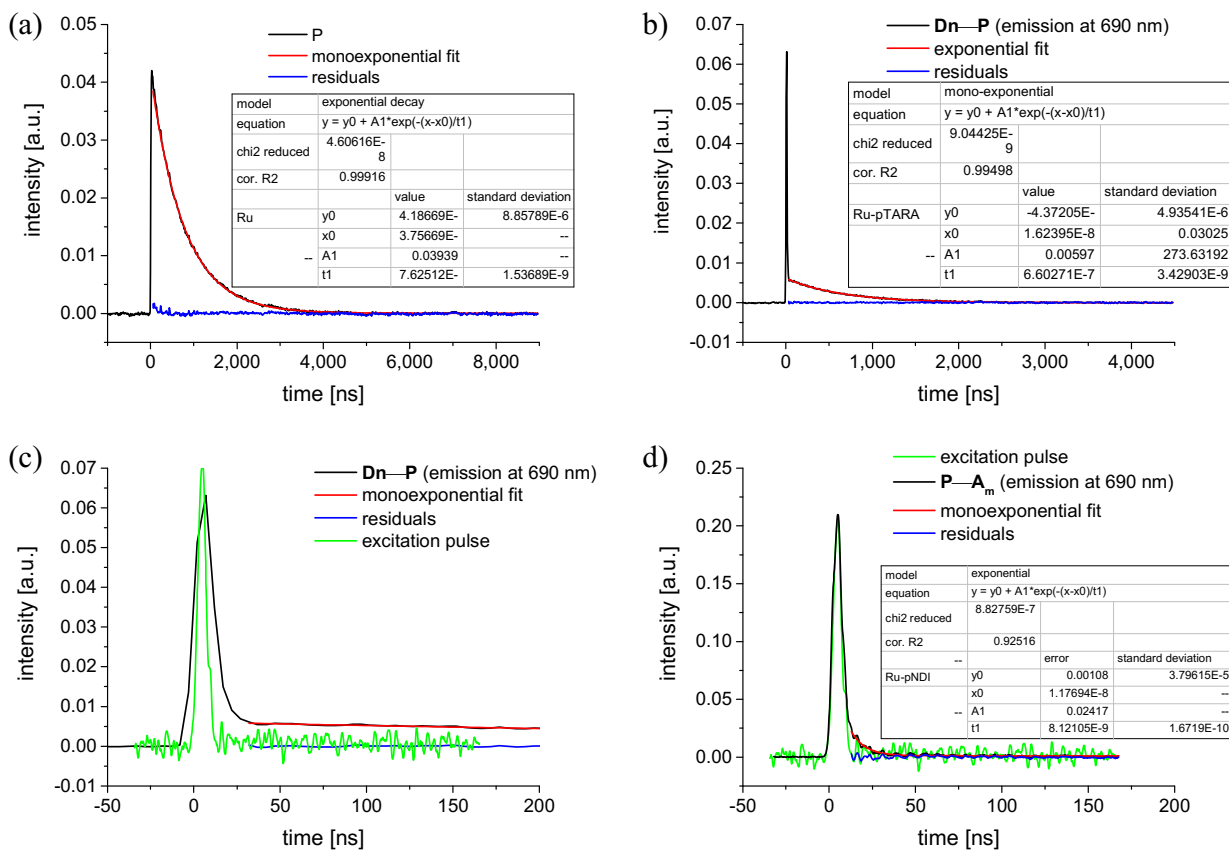 (a)
0.05
0.04
0.03
0.02
0.01
0.00
intensity [a.u.]
0
2,000
4,000
6,000
8,000
time [ns]
P
monoexponential fit
residuals
model exponential decay
equation y = y0 + A1*exp(-(x-x0)/t1)
chi2 reduced 4.60616E-
8
cor. R2 0.99916
value standard deviation
Ru y0 4.18669E- 8.85789E-6
x0 3.75669E- --
-- A1 0.03939 --
t1 7.62512E- 1.53689E-9
(b)
0.07
0.06
0.05
0.04
0.03
0.02
0.01
0.00
-0.01
intensity [a.u.]
0
1,000
2,000
3,000
4,000
time [ns]
Dn—P (emission at 690 nm)
exponential fit
residuals
model mono-exponential
equation y = y0 + A1*exp(-(x-x0)/t1)
chi2 reduced 9.04425E-
9
cor. R2 0.99498
value standard deviation
Ru-pTARA y0 -4.37205E- 4.93541E-6
x0 1.62395E-8 0.03025
-- A1 0.00597 273.63192
t1 6.60271E-7 3.42903E-9
(c)
0.07
0.06
0.05
0.04
0.03
0.02
0.01
0.00
-0.01
intensity [a.u.]
-50
0
50
100
150
200
time [ns]
Dn—P (emission at 690 nm)
monoexponential fit
residuals
excitation pulse
d)
0.25
0.20
0.15
0.10
0.05
0.00
intensity [a.u.]
-50
0
50
100
150
200
time [ns]
excitation pulse
P—Am (emission at 690 nm)
monoexponential fit
residuals
model exponential
equation y = y0 + A1*exp(-(x-x0)/t1)
chi2 reduced 8.82759E-7
cor. R2 0.92516
-- error standard deviation
Ru-pNDI y0 0.00108 3.79615E-5
x0 1.17694E-8 --
-- A1 0.02417 --
t1 8.12105E-9 1.6719E-10